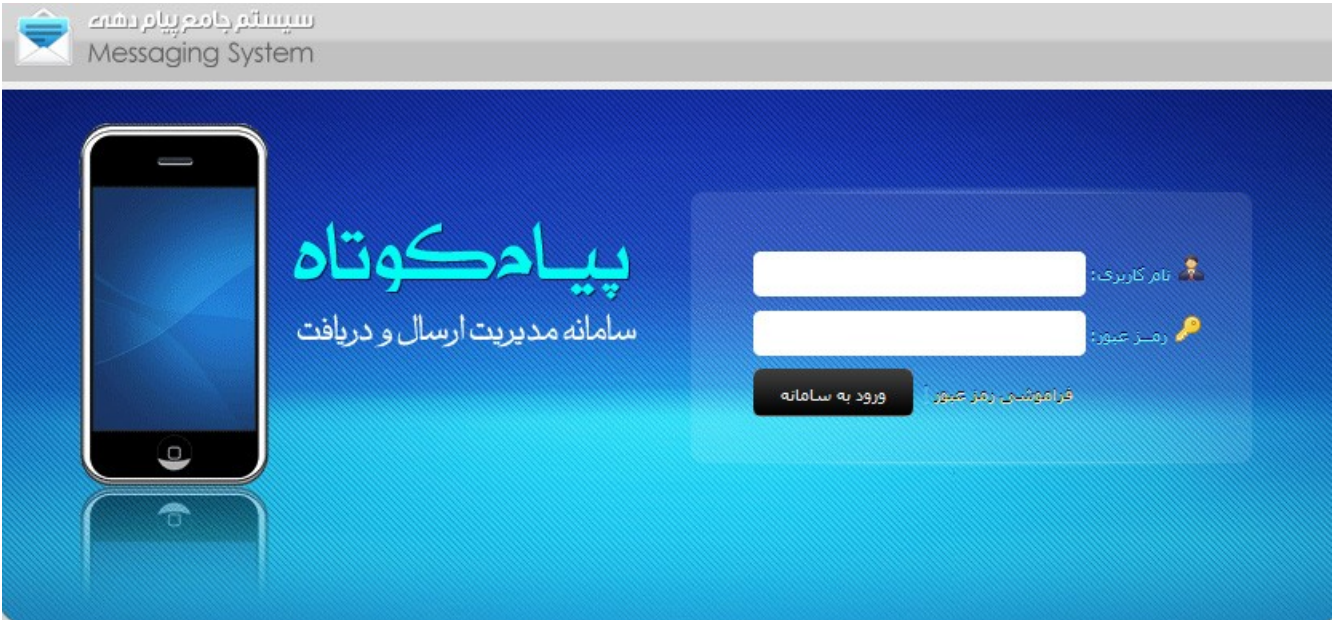 سیستم جامع پیام دهی
Messaging System
پیام کوتاه
سامانه مدیریت ارسال و دریافت
نام کاربری:
رمـز عبور:
فراموشی رمز عبور
ورود به سامانه